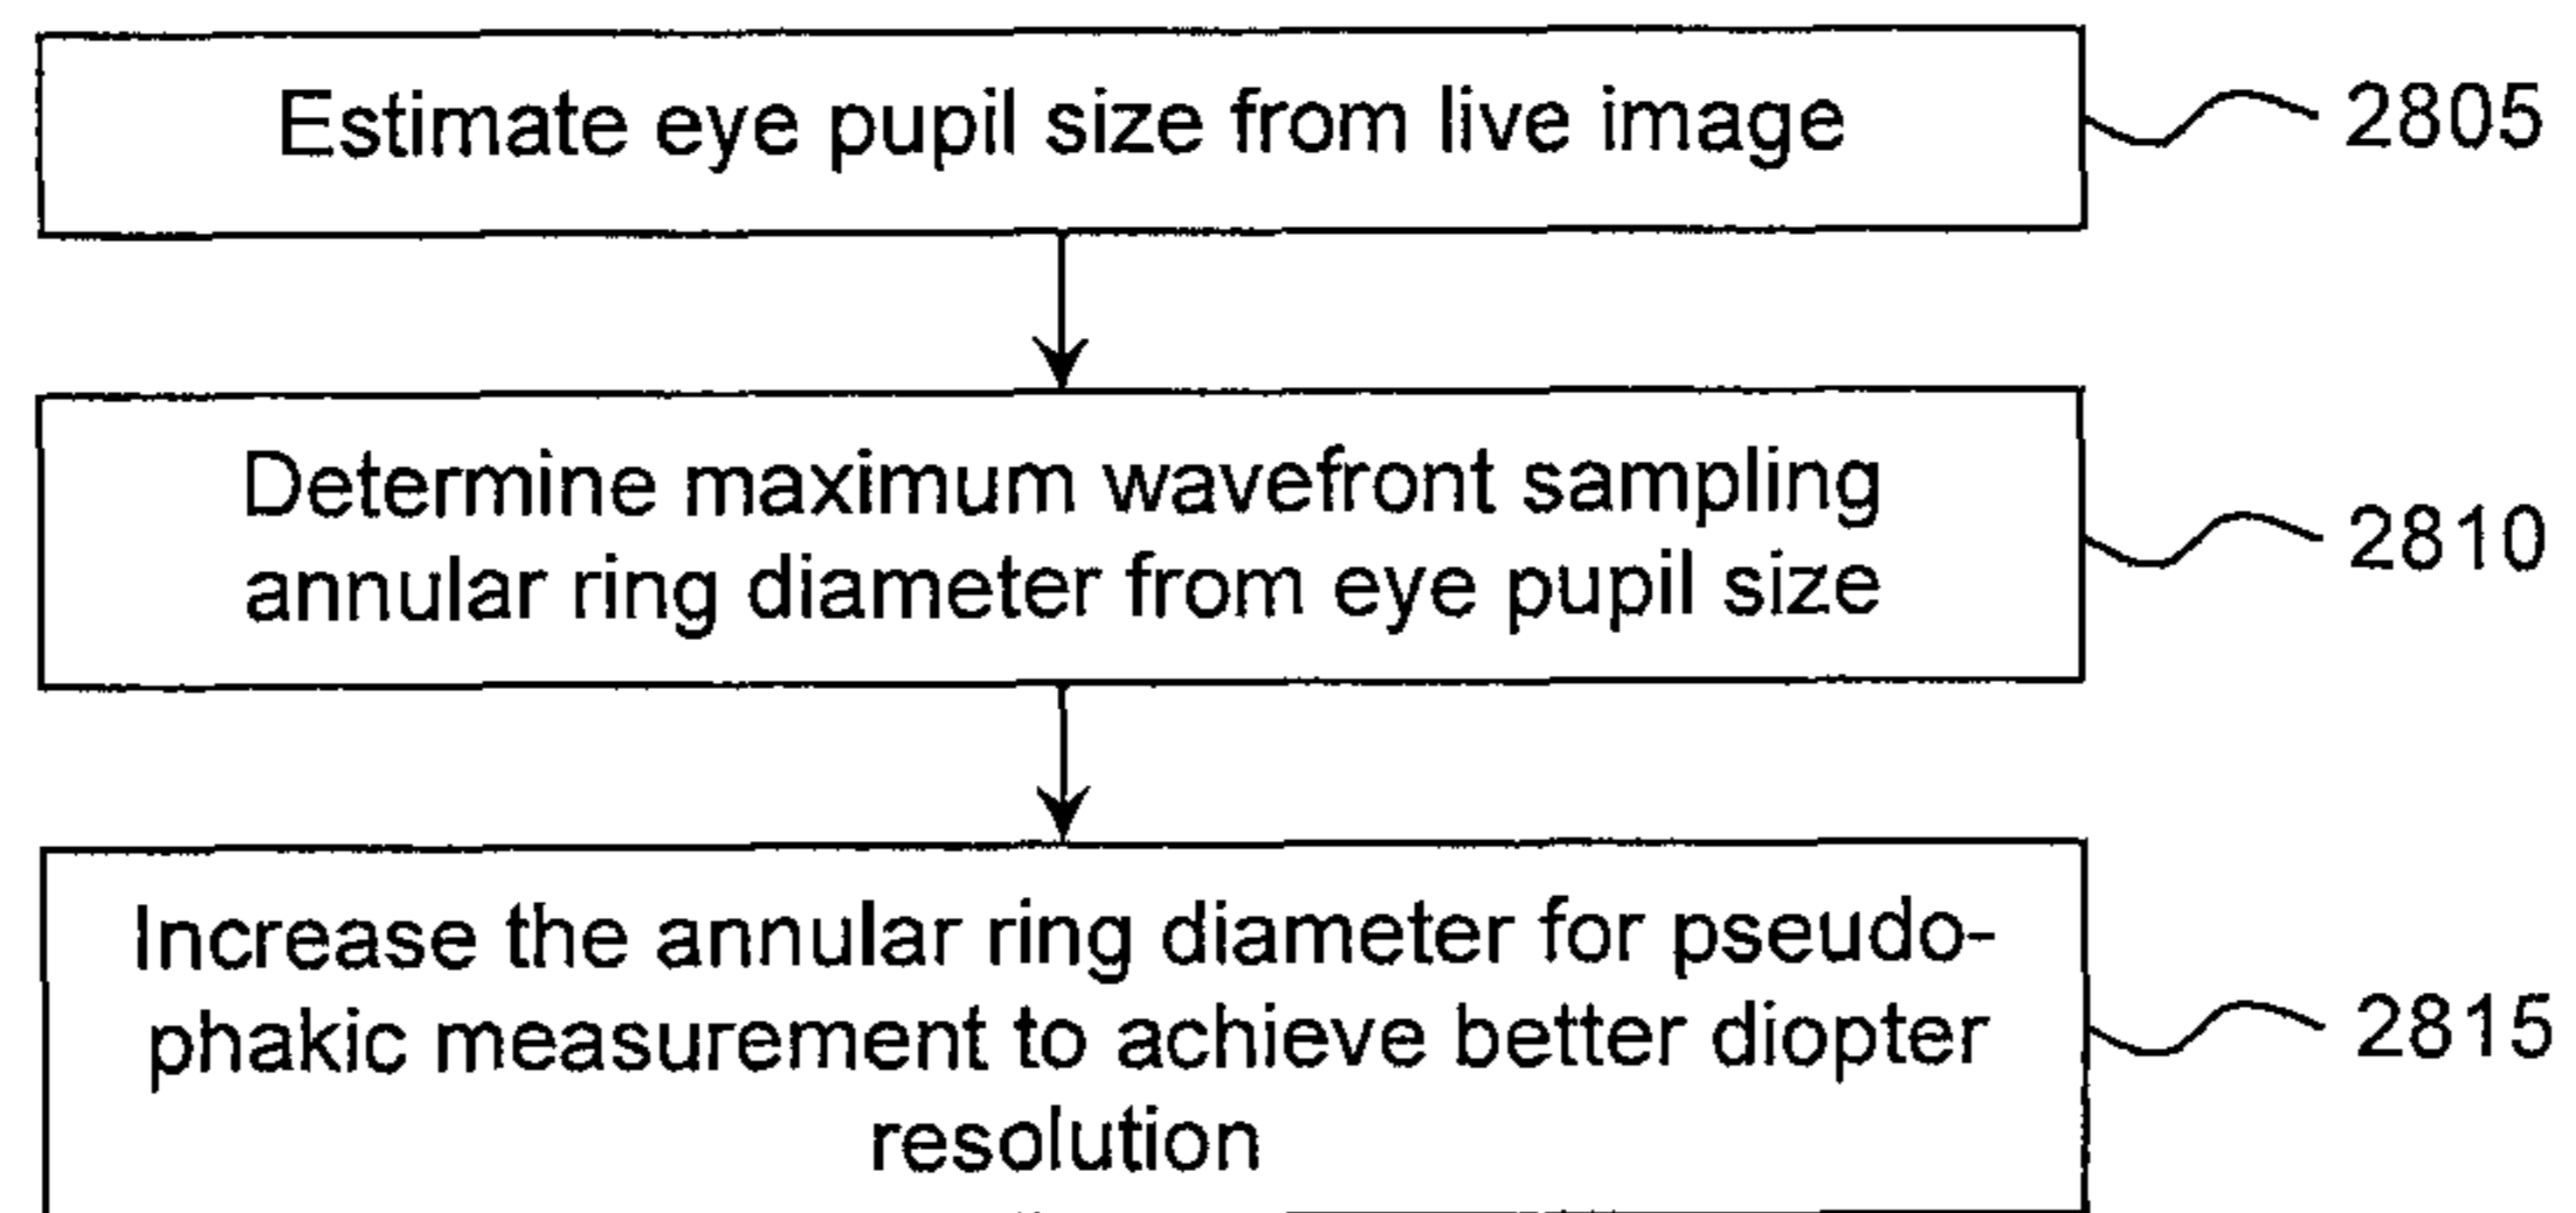 Estimate eye pupil size from live image
2805
Determine maximum wavefront sampling
annular ring diameter from eye pupil size
2810
Increase the annular ring diameter for pseudo-
phakic measurement to achieve better diopter
resolution
2815